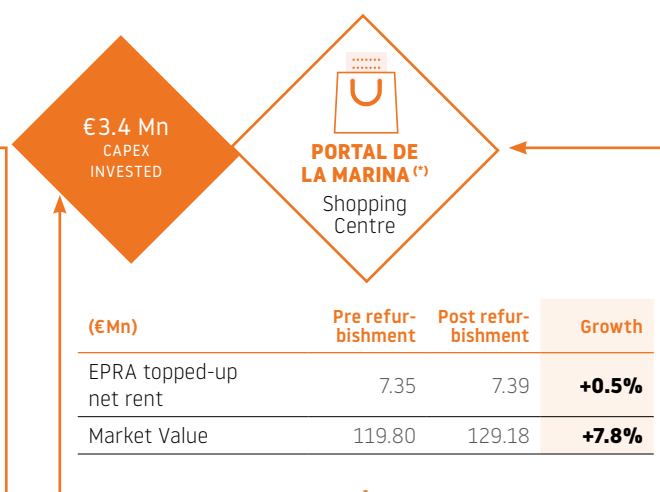 €3.4 Mn
CAPEX
INVESTED
PORTAL DE
LA MARINA (*)
Shopping
Centre
(€Mn) Pre refur- Post refur- Growth
bishment bishment
EPRA topped-up
net rent 7.35 7.39 +0.5%
Market Value 119.80 129.18 +7.8%